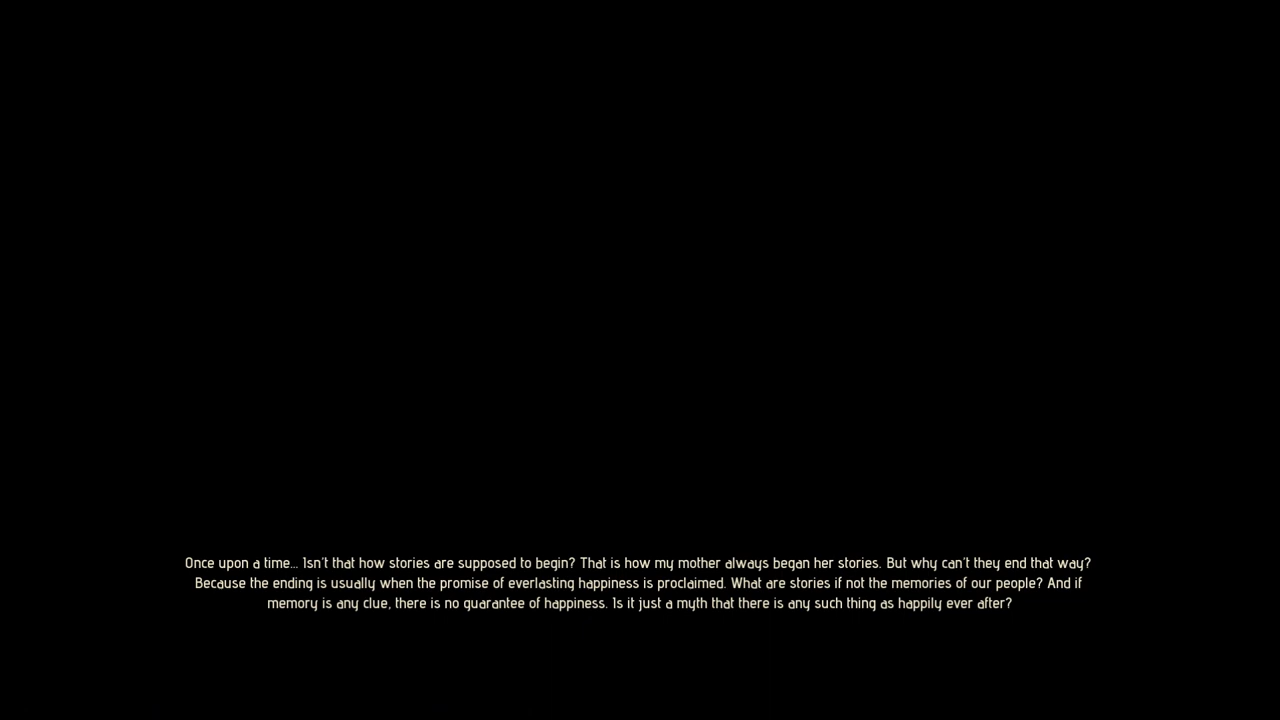 Once upon a time... Isn't that how stories are supposed to begin? That is how my mother always began her stories. But why can't they end that way?
Because the ending is usually when the promise of everlasting happiness is proclaimed. What are stories if not the memories of our people? And if
memory is any clue, there is no guarantee of happiness. Is it just a myth that there is any such thing as happily ever after?